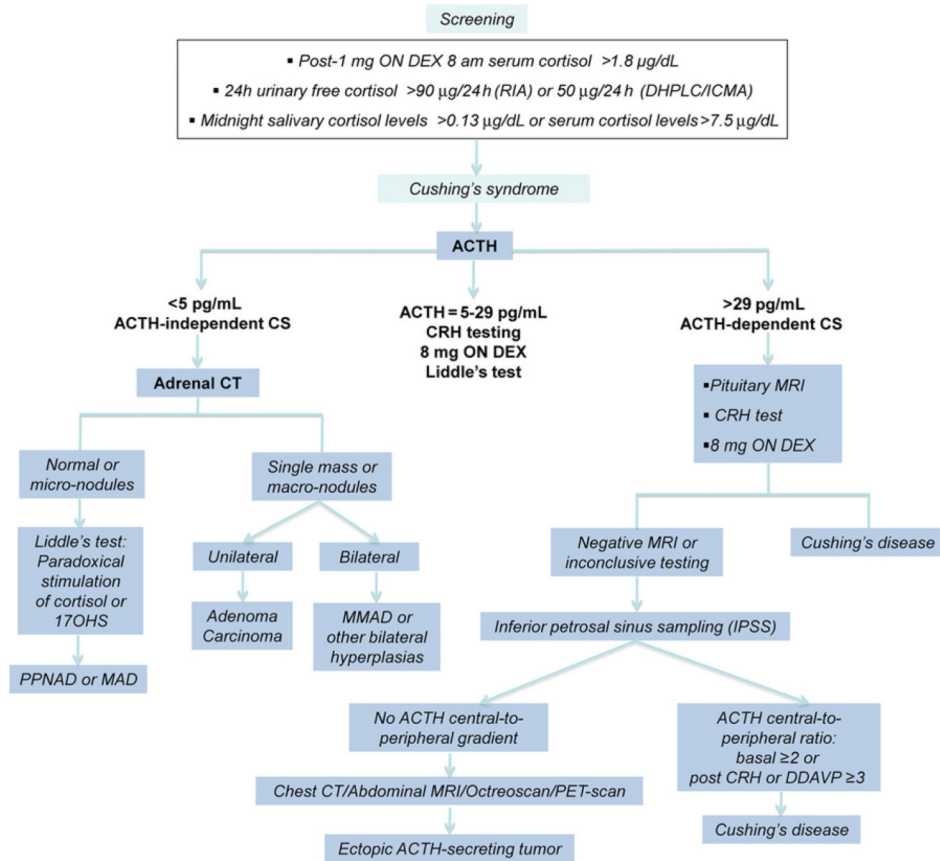 Screening
▪ Post-1 mg ON DEX 8 am serum cortisol >1.8 µg/dL
▪ 24h urinary free cortisol >90 µg/24h (RIA) or 50 µg/24h (DHPLC/ICMA)
▪ Midnight salivary cortisol levels >0.13 µg/dL or serum cortisol levels >7.5 µg/dL
Cushing's syndrome
ACTH
<5 pg/mL
ACTH-independent CS
ACTH = 5-29 pg/mL
CRH testing
8 mg ON DEX
Liddle's test
>29 pg/mL
ACTH-dependent CS
Adrenal CT
▪Pituitary MRI
▪ CRH test
▪8 mg ON DEX
Normal or
micro-nodules
Single mass or
macro-nodules
Liddle's test:
Paradoxical
stimulation
of cortisol or
17OHS
Unilateral
Bilateral
Negative MRI or
inconclusive testing
Cushing's disease
Adenoma
Carcinoma
MMAD or
other bilateral
hyperplasias
Inferior petrosal sinus sampling (IPSS)
PPNAD or MAD
No ACTH central-to-
peripheral gradient
ACTH central-to-
peripheral ratio:
basal ≥2 or
post CRH or DDAVP ≥3
Chest CT/Abdominal MRI/Octreoscan/PET-scan
Cushing's disease
Ectopic ACTH-secreting tumor